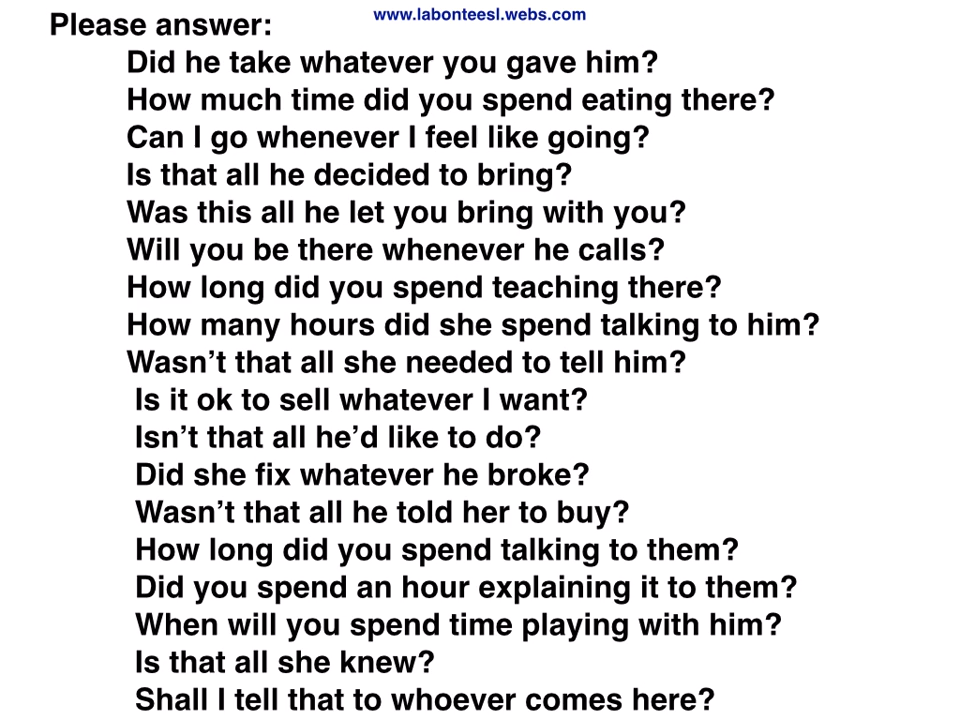 www.labonteesl.webs.com
Please answer:
Did he take whatever you gave him?
How much time did you spend eating there?
Can I go whenever I feel like going?
Is that all he decided to bring?
Was this all he let you bring with you?
Will you be there whenever he calls?
How long did you spend teaching there?
How many hours did she spend talking to him?
Wasn’t that all she needed to tell him?
Is it ok to sell whatever I want?
Isn’t that all he’d like to do?
Did she fix whatever he broke?
Wasn’t that all he told her to buy?
How long did you spend talking to them?
Did you spend an hour explaining it to them?
When will you spend time playing with him?
Is that all she knew?
Shall I tell that to whoever comes here?